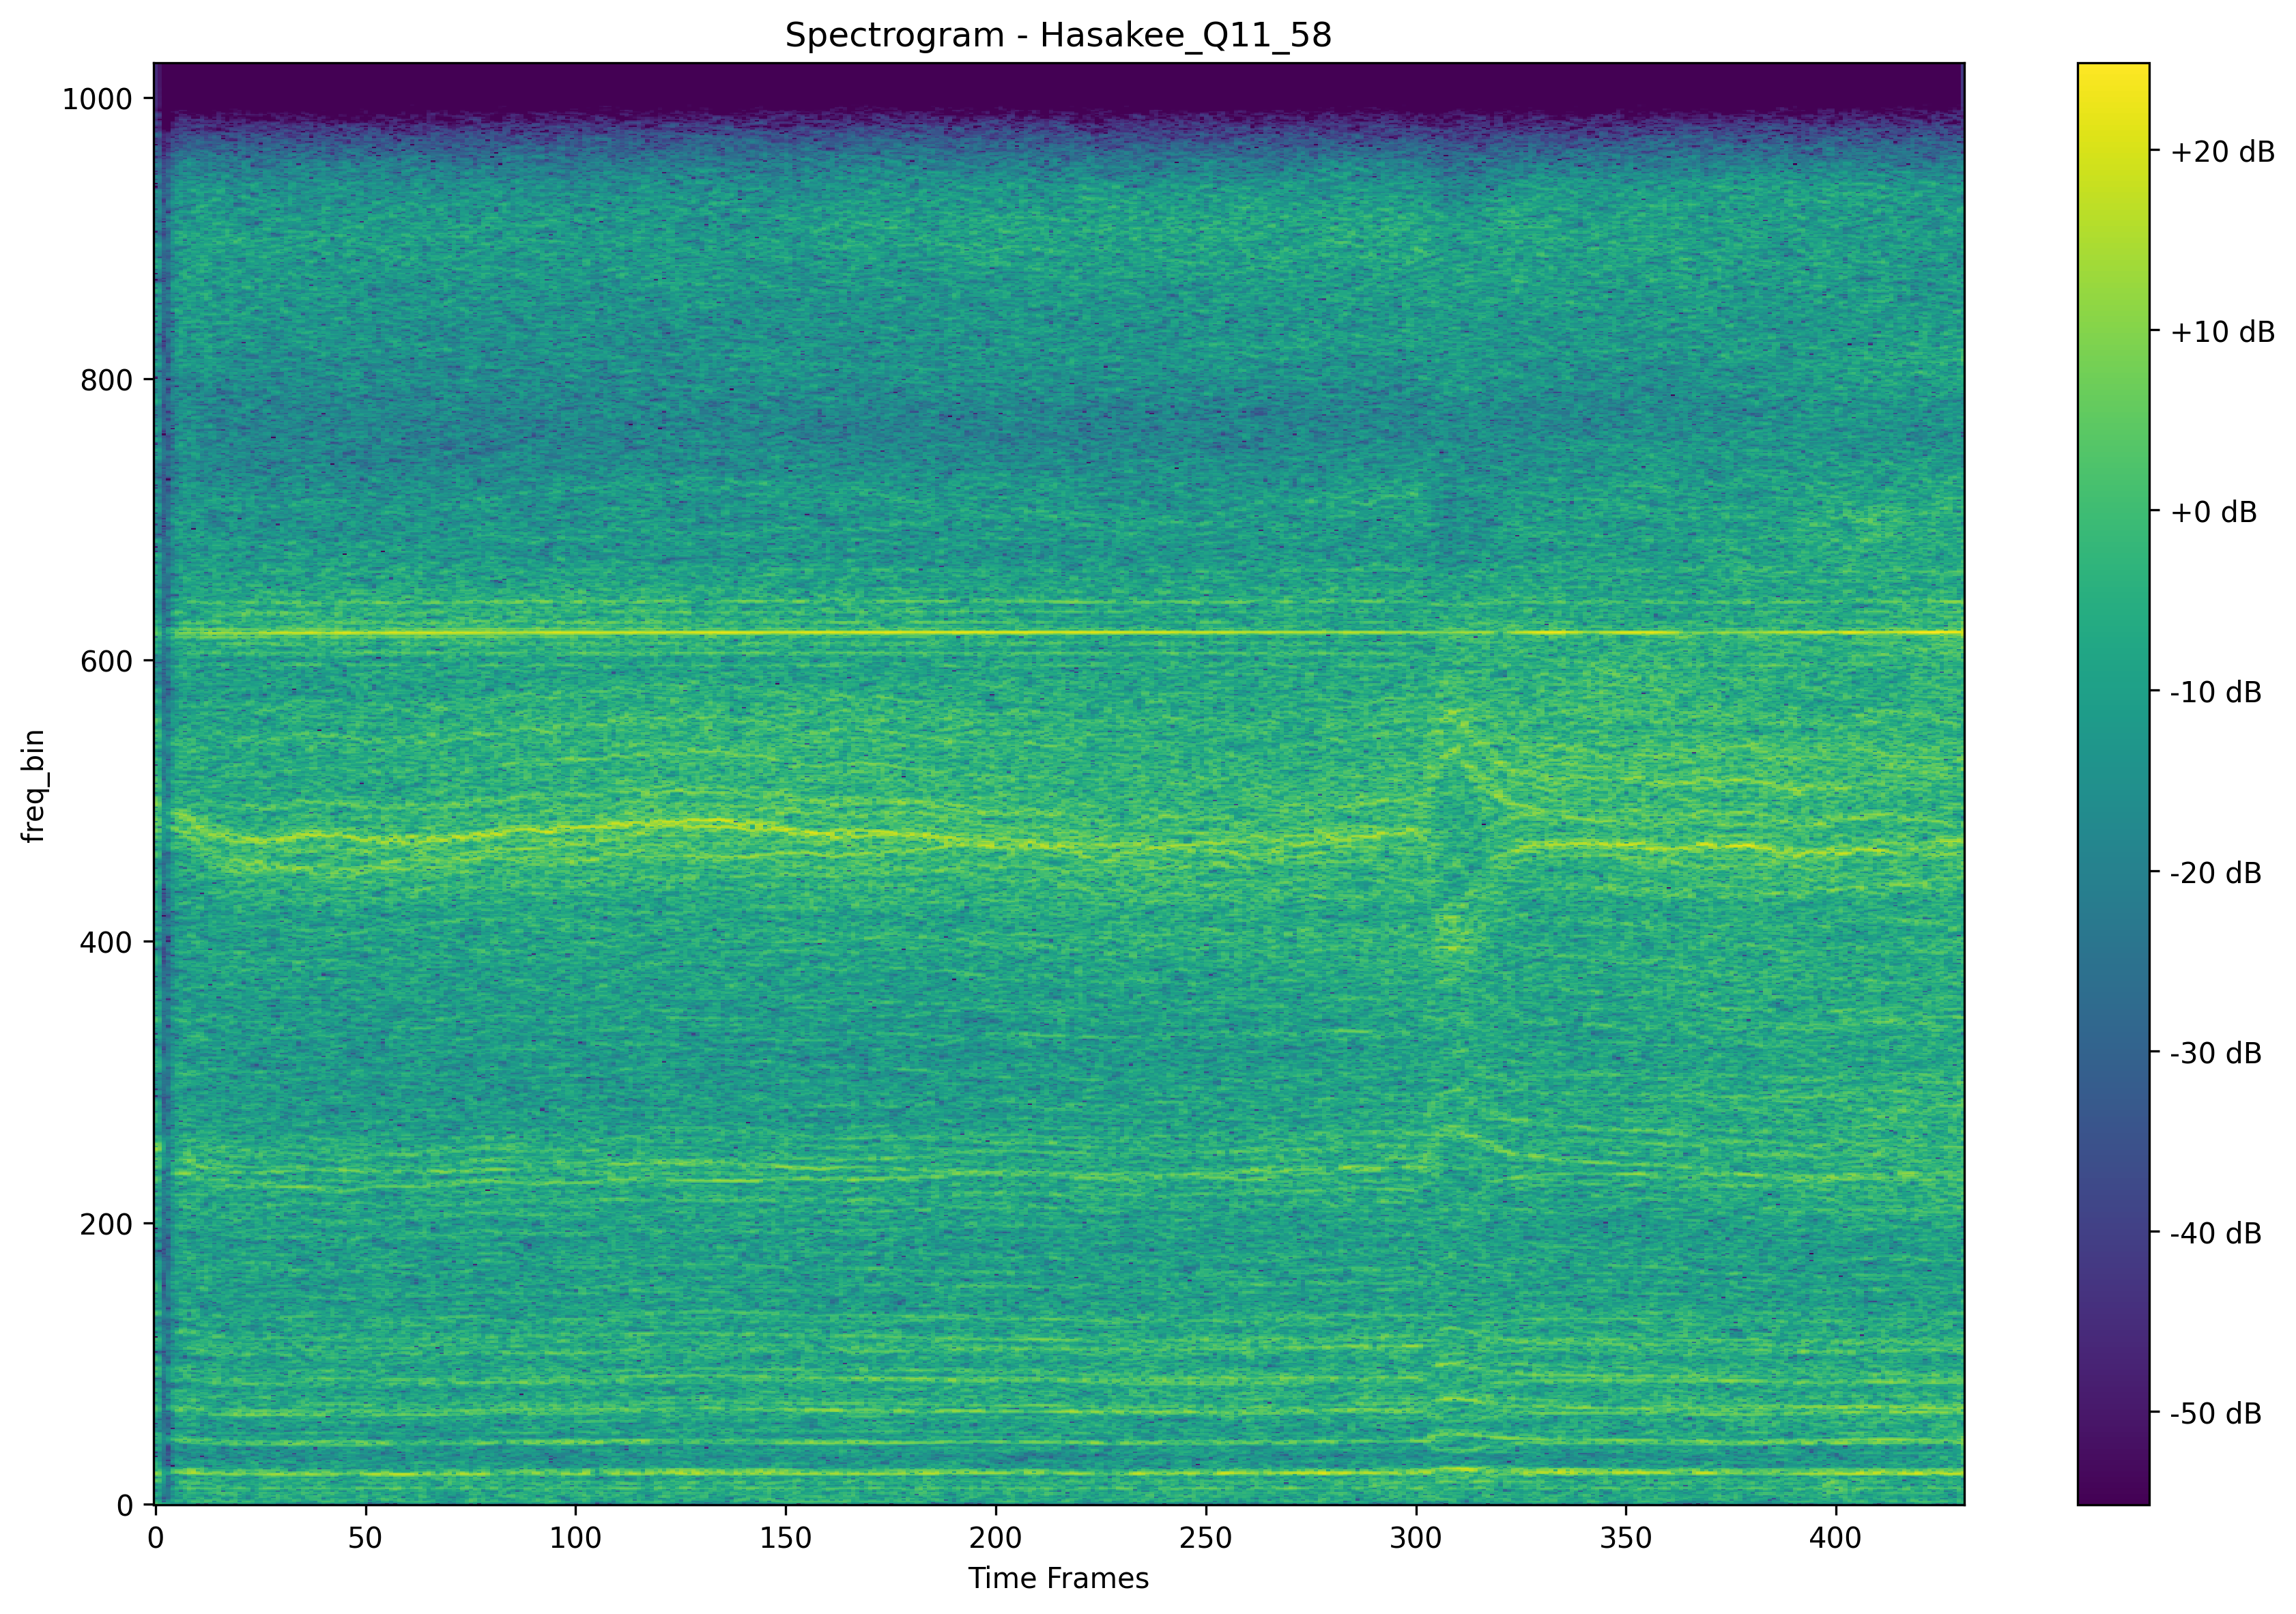 Spectrogram - Hasakee_Q11_58
1000
800
600
400
200
0
freq_bin
0 50 100 150 200 250 300 350 400
Time Frames
+20 dB
+10 dB
+0 dB
-10 dB
-20 dB
-30 dB
-40 dB
-50 dB